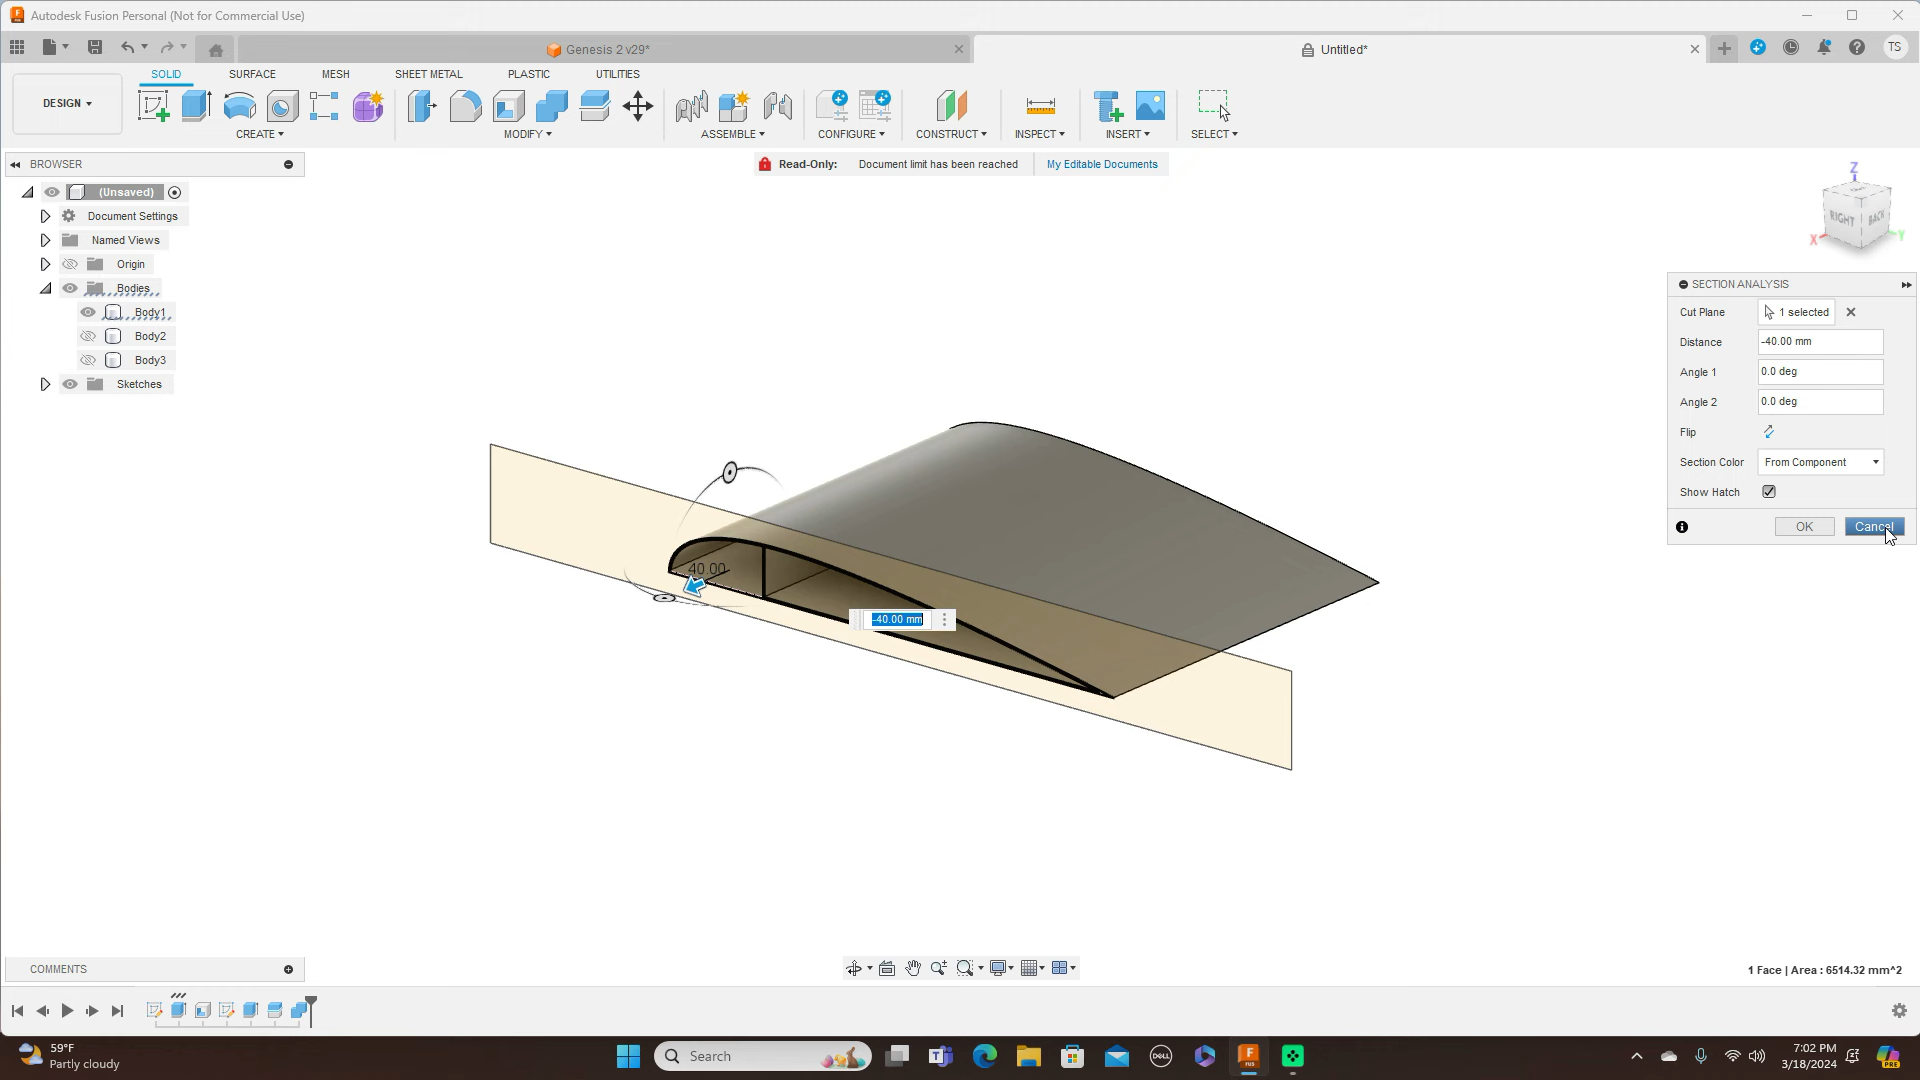 Autodesk Fusion Personal (Not for Commercial Use)
Genesis 2 v29*
Untitled*
TS
DESIGN
SOLID
SURFACE
MESH
SHEET METAL
PLASTIC
UTILITIES
CREATE
MODIFY
ASSEMBLE
CONFIGURE
CONSTRUCT
INSPECT
INSERT
SELECT
BROWSER
Read-Only: Document limit has been reached My Editable Documents
(Unsaved)
Document Settings
Named Views
Origin
Bodies
Body1
Body2
Body3
Sketches
Z
RIGHT
BACK
X
Y
SECTION ANALYSIS
Cut Plane 1 selected
Distance -40.00 mm
Angle 1 0.0 deg
Angle 2 0.0 deg
Flip
Section Color From Component
Show Hatch
OK Cancel
40.00
-40.00 mm
COMMENTS
1 Face | Area : 6514.32 mm^2
59°F
Partly cloudy
Search
DELL
FUS
7:02 PM
3/18/2024
PRE